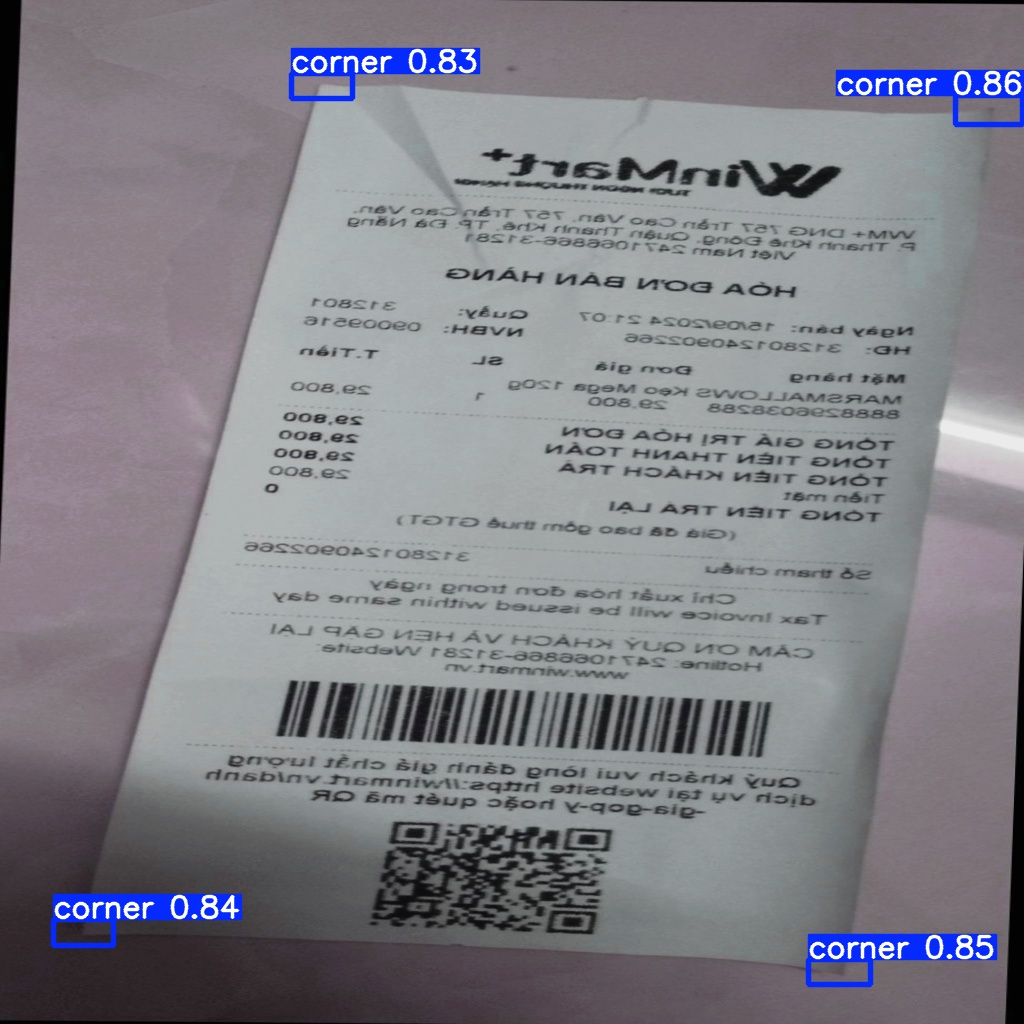 corner 0.83
corner 0.86
WinMart+
WM+ DNG 757 Trần Cao Vân, 757 Trần Cao Vân,
P. Thanh Khê Đông, Quận Thanh Khê, TP. Đà Nẵng
Việt Nam 2471066866-31281
HÓA ĐƠN BÁN HÀNG
Ngày bán: 15/09/2024 21:07 Quầy: 312801
HĐ: 312801240902266 NVBH: 09009516
Mặt hàng Đơn giá SL T.Tiền
MARSMALLOWS Kẹo Mega 120g
8888296038288 29,800 1 29,800
TỔNG GIÁ TRỊ HÓA ĐƠN 29,800
TỔNG TIỀN THANH TOÁN 29,800
TỔNG TIỀN KHÁCH TRẢ 29,800
Tiền mặt 29,800
TỔNG TIỀN TRẢ LẠI 0
(Giá đã bao gồm thuế GTGT)
Số tham chiếu 312801240902266
Chỉ xuất hóa đơn trong ngày
Tax Invoice will be issued within same day
CẢM ƠN QUÝ KHÁCH VÀ HẸN GẶP LẠI
Hotline: 2471066866-31281 Website:
www.winmart.vn
Quý khách vui lòng đánh giá chất lượng
dịch vụ tại website https://winmart.vn/danh
-gia-gop-y hoặc quét mã QR
corner 0.84
corner 0.85